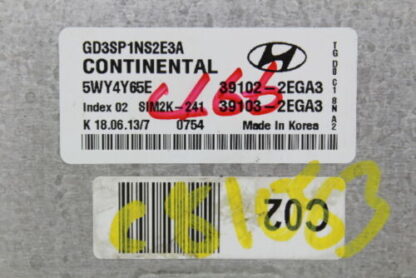 GD3SP1NS2E3A
CONTINENTAL
5WY4Y65E 39102-2EGA3
Index 02 SIM2K-241 39103-2EGA3
K 18.06.13/7 0754 Made In Korea
C02